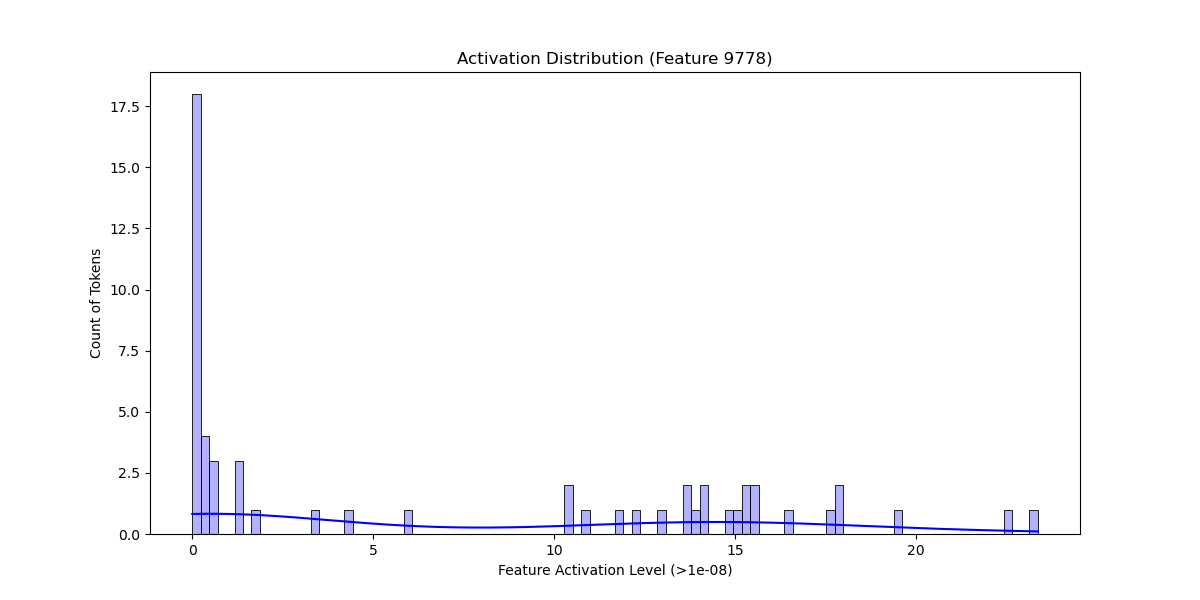 Activation Distribution (Feature 9778)
17.5
15.0
12.5
10.0
7.5
5.0
2.5
0.0
Count of Tokens
0 5 10 15 20
Feature Activation Level (>1e-08)